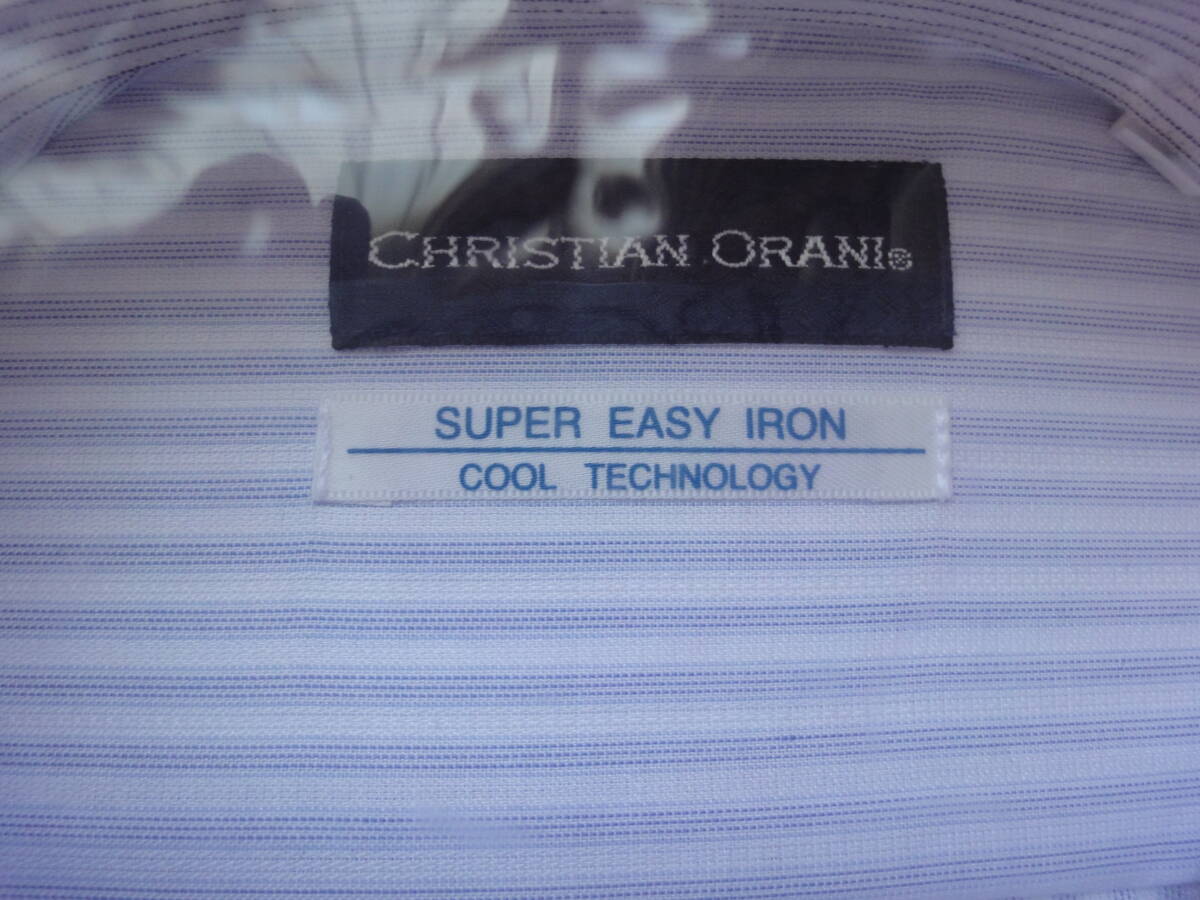 CHRISTIAN ORANI®
SUPER EASY IRON
COOL TECHNOLOGY